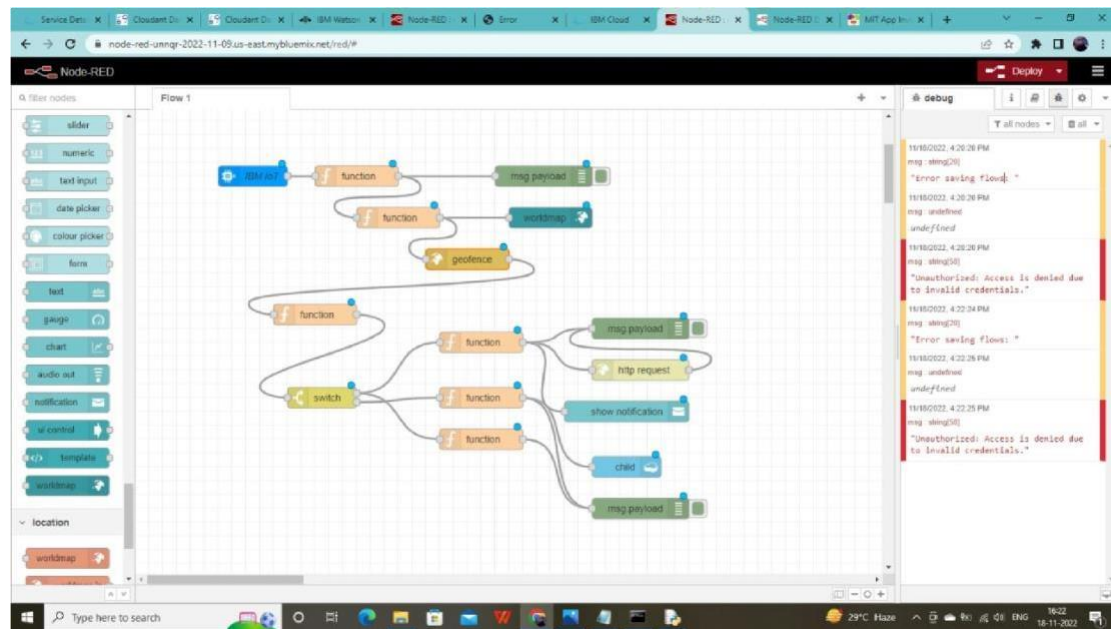 Service Deta
Cloudant Da
Cloudant Da
IBM Watson
Node-RED
Error
IBM Cloud
Node-RED :
Node-RED
MIT App Inv
node-red-unnqr-2022-11-09.us-east.mybluemix.net/red/#
Node-RED
Deploy
filter nodes
Flow 1
debug
all nodes
all
slider
numeric
text input
date picker
colour picker
form
text
gauge
chart
audio out
notification
ui control
template
worldmap
location
worldmap
IBM IoT
function
msg.payload
function
worldmap
geofence
function
function
msg.payload
http request
switch
function
show notification
function
child
msg.payload
11/18/2022, 4:20:26 PM
msg : string[20]
"Error saving flows: "
11/18/2022, 4:20:26 PM
msg : undefined
undefined
11/18/2022, 4:20:26 PM
msg : string[58]
"Unauthorized: Access is denied due
to invalid credentials."
11/18/2022, 4:22:24 PM
msg : string[20]
"Error saving flows: "
11/18/2022, 4:22:25 PM
msg : undefined
undefined
11/18/2022, 4:22:25 PM
msg : string[58]
"Unauthorized: Access is denied due
to invalid credentials."
Type here to search
29°C Haze
ENG
16:22
18-11-2022